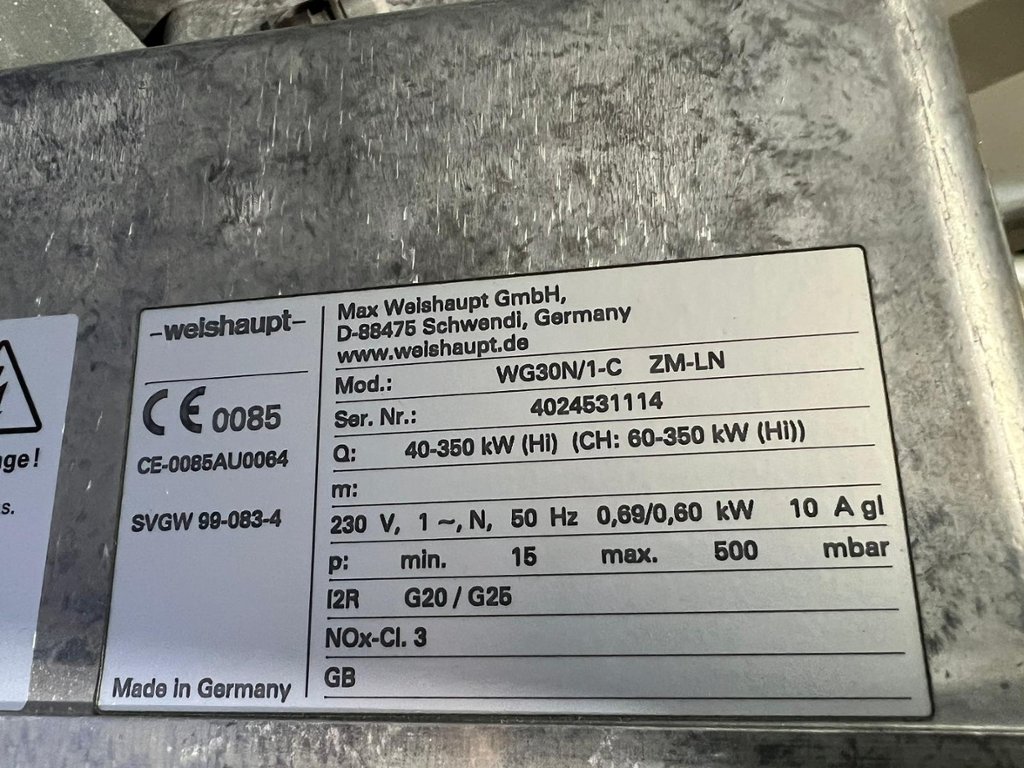 -weishaupt-
CE 0085
CE-0085AU0064
SVGW 99-083-4
Made in Germany
Max Weishaupt GmbH,
D-88475 Schwendi, Germany
www.weishaupt.de
Mod.: WG30N/1-C ZM-LN
Ser. Nr.: 4024531114
Q: 40-350 kW (Hi) (CH: 60-350 kW (Hi))
m:
230 V, 1 ~, N, 50 Hz 0,69/0,60 kW 10 A gl
p: min. 15 max. 500 mbar
I2R G20 / G25
NOx-Cl. 3
GB